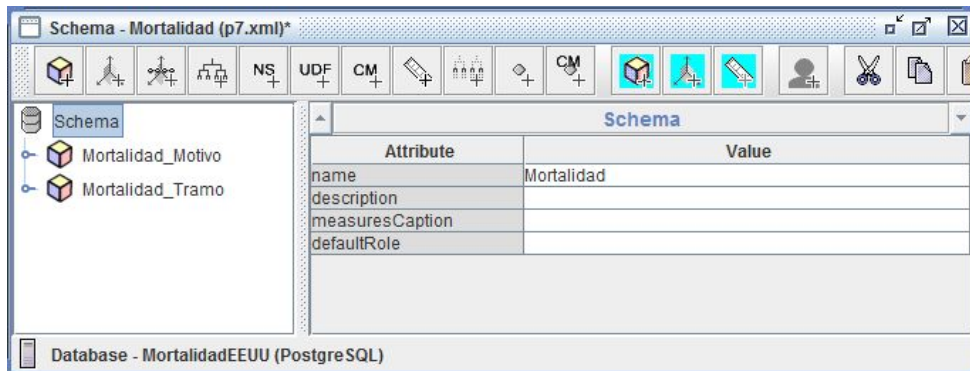 Schema - Mortalidad (p7.xml)*
NS UDF CM CM
Schema
Mortalidad_Motivo
Mortalidad_Tramo
Schema
Attribute Value
name Mortalidad
description
measuresCaption
defaultRole
Database - MortalidadEEUU (PostgreSQL)